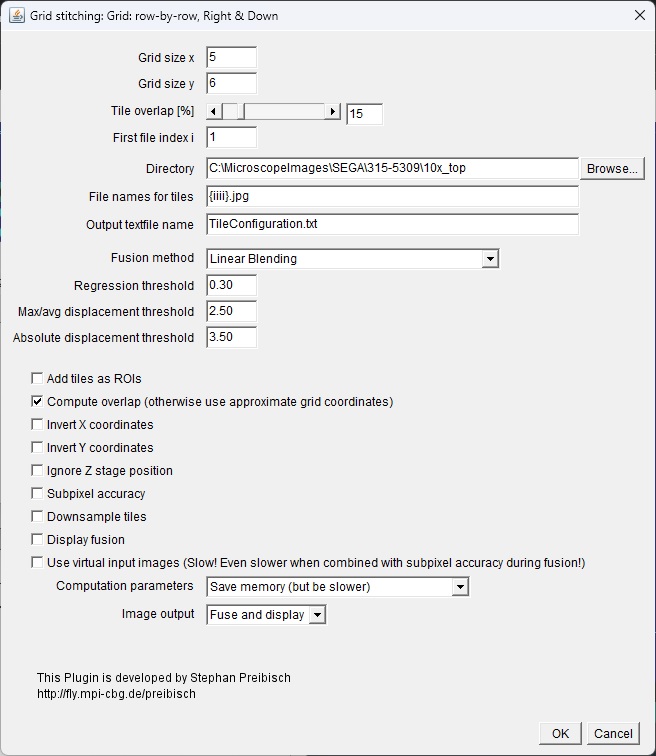 Grid stitching: Grid: row-by-row, Right & Down
Grid size x 5
Grid size y 6
Tile overlap [%] 15
First file index i 1
Directory C:\MicroscopeImages\SEGA\315-5309\10x_top Browse...
File names for tiles {iiii}.jpg
Output textfile name TileConfiguration.txt
Fusion method Linear Blending
Regression threshold 0.30
Max/avg displacement threshold 2.50
Absolute displacement threshold 3.50
Add tiles as ROIs
Compute overlap (otherwise use approximate grid coordinates)
Invert X coordinates
Invert Y coordinates
Ignore Z stage position
Subpixel accuracy
Downsample tiles
Display fusion
Use virtual input images (Slow! Even slower when combined with subpixel accuracy during fusion!)
Computation parameters Save memory (but be slower)
Image output Fuse and display
This Plugin is developed by Stephan Preibisch
http://fly.mpi-cbg.de/preibisch
OK Cancel